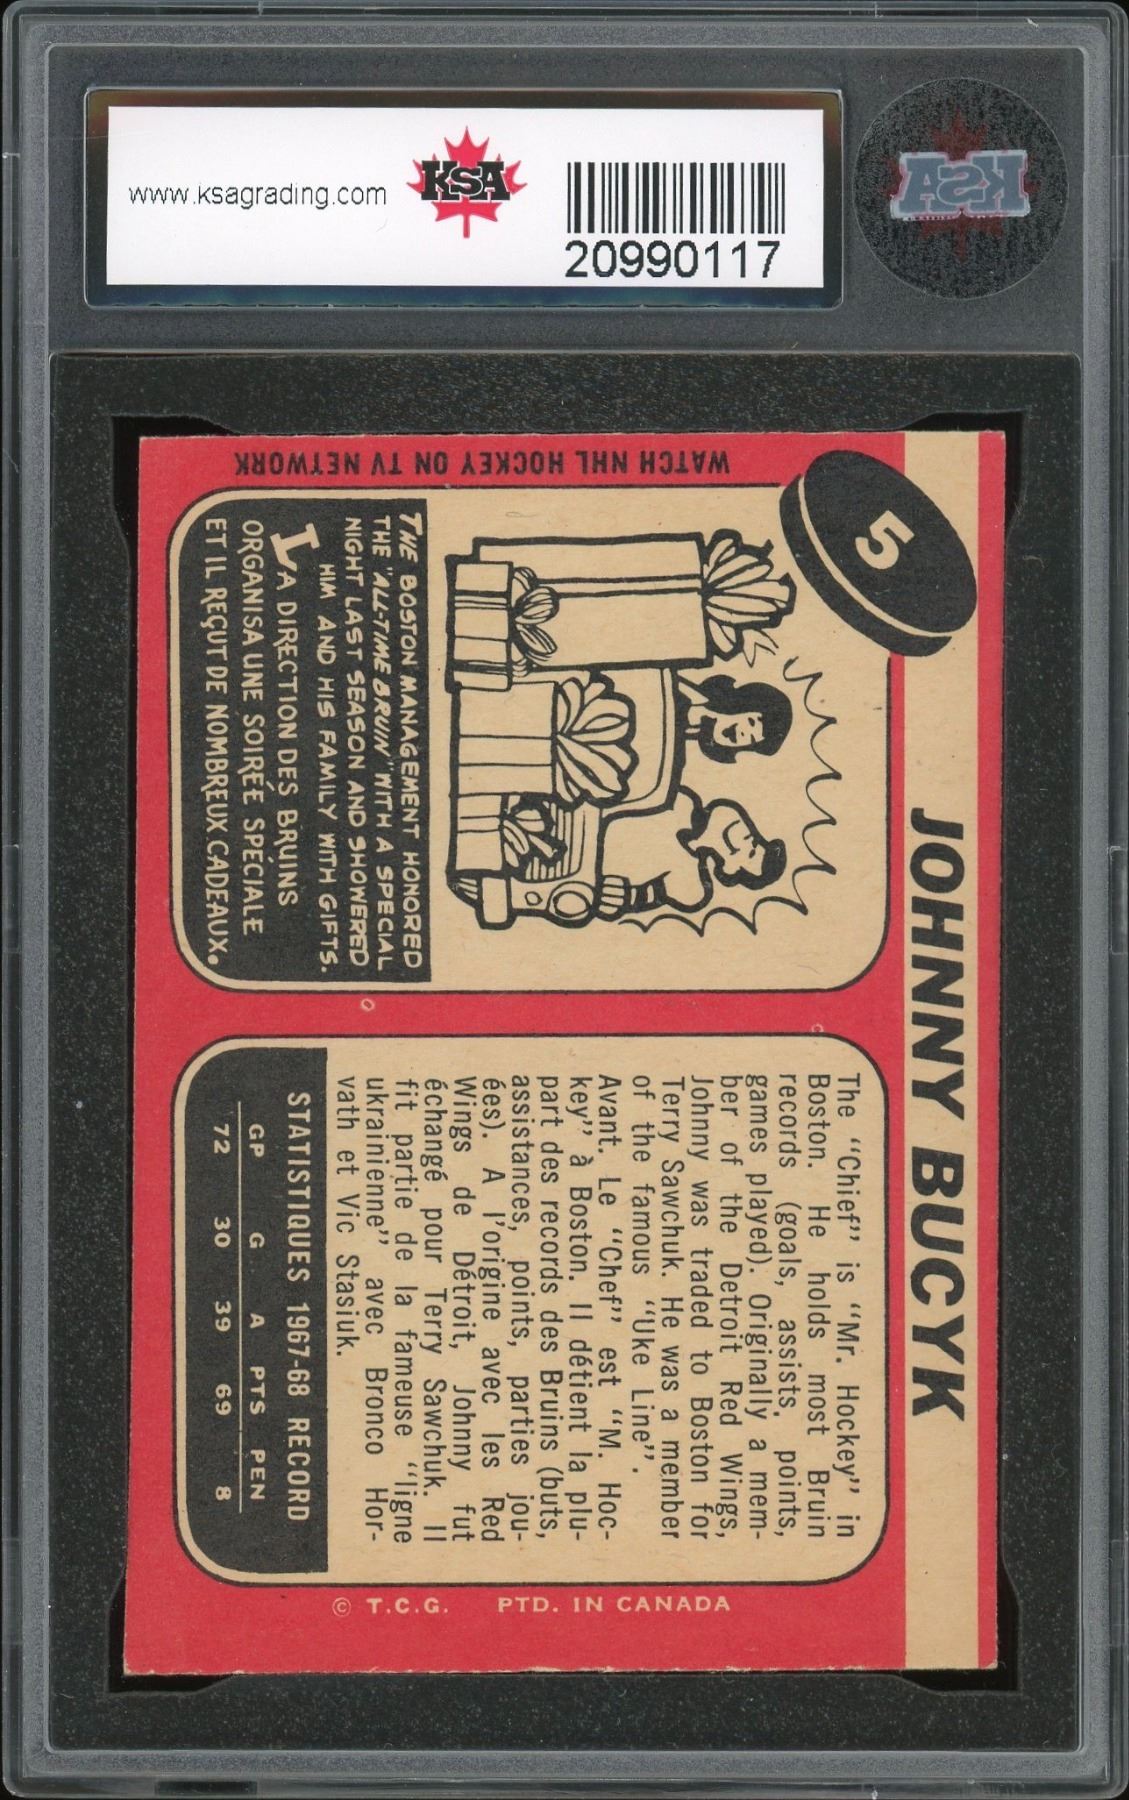 www.ksagrading.com
KSA
20990117
KSA
WATCH NHL HOCKEY ON TV NETWORK
5
JOHNNY BUCYK
THE BOSTON MANAGEMENT HONORED
THE "ALL-TIME BRUIN" WITH A SPECIAL
NIGHT LAST SEASON AND SHOWERED
HIM AND HIS FAMILY WITH GIFTS.
LA DIRECTION DES BRUINS
ORGANISA UNE SOIRÉE SPÉCIALE
ET IL REÇUT DE NOMBREUX CADEAUX.
The "Chief" is "Mr. Hockey" in
Boston. He holds most Bruin
records (goals, assists, points,
games played). Originally a mem-
ber of the Detroit Red Wings,
Johnny was traded to Boston for
Terry Sawchuk. He was a member
of the famous "Uke Line".
Avant. Le "Chef" est "M. Hoc-
key" à Boston. Il détient la plu-
part des records des Bruins (buts,
assistances, points, parties jou-
ées). A l'origine avec les Red
Wings de Détroit, Johnny fut
échangé pour Terry Sawchuk. Il
fit partie de la fameuse "ligne
ukrainienne" avec Bronco Hor-
vath et Vic Stasiuk.
STATISTIQUES 1967-68 RECORD
GP G A PTS PEN
72 30 39 69 8
© T.C.G. PTD. IN CANADA